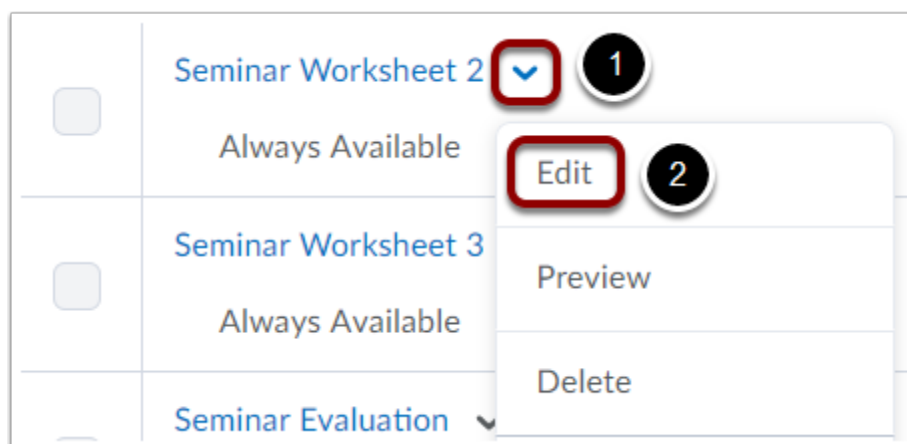 Seminar Worksheet 2
1
Always Available
Edit
2
Seminar Worksheet 3
Preview
Always Available
Delete
Seminar Evaluation